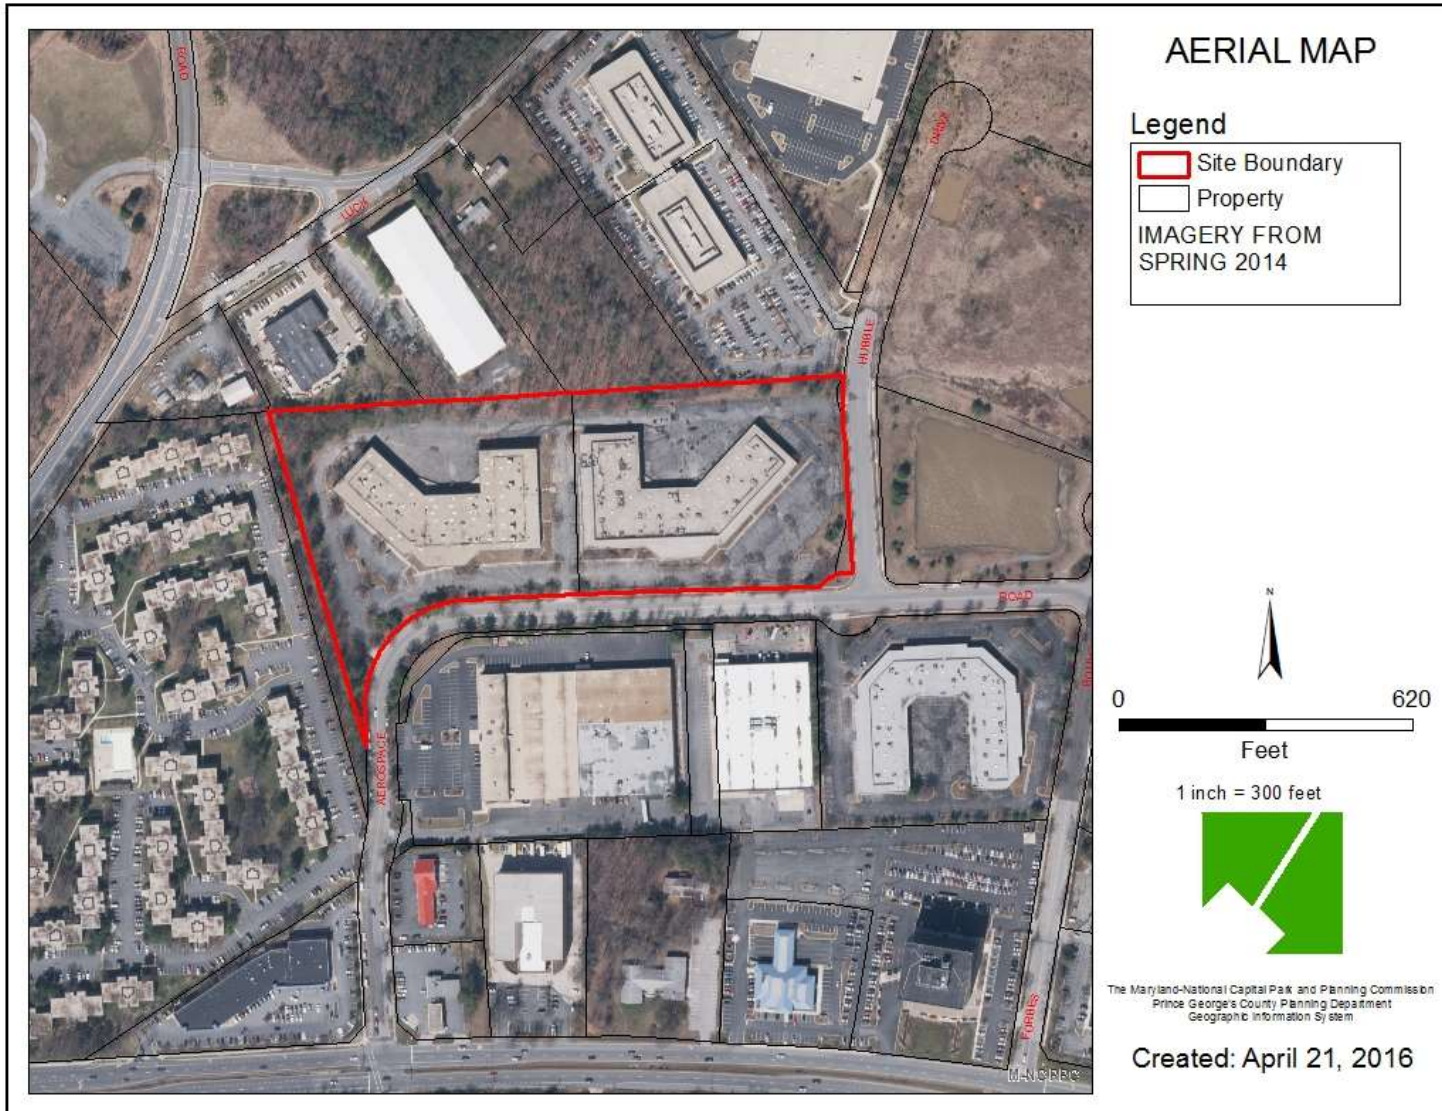 AERIAL MAP
Legend
Site Boundary
Property
IMAGERY FROM
SPRING 2014
ROAD
LUCK
DRIVE
HUBBLE
ROAD
AEROSPACE
FORBES
M-NCPPC
N
0 620
Feet
1 inch = 300 feet
The Maryland-National Capital Park and Planning Commission
Prince George's County Planning Department
Geographic Information System
Created: April 21, 2016